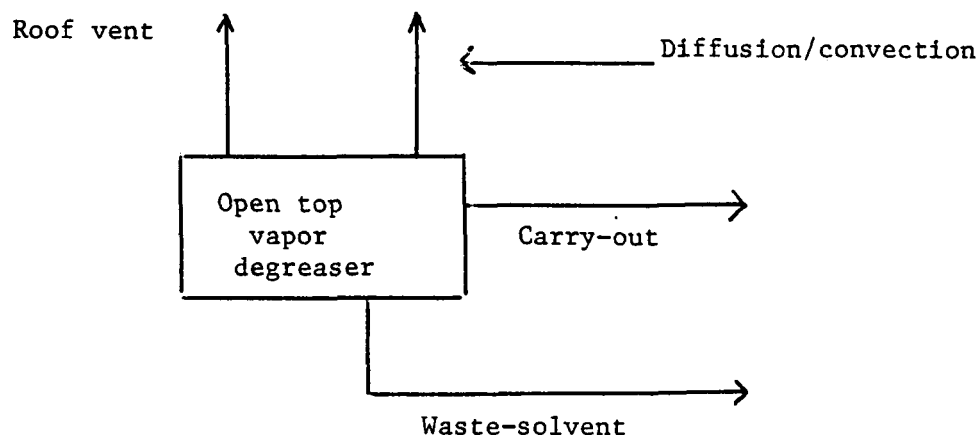 Roof vent
Diffusion/convection
Open top
vapor
degreaser
Carry-out
Waste-solvent